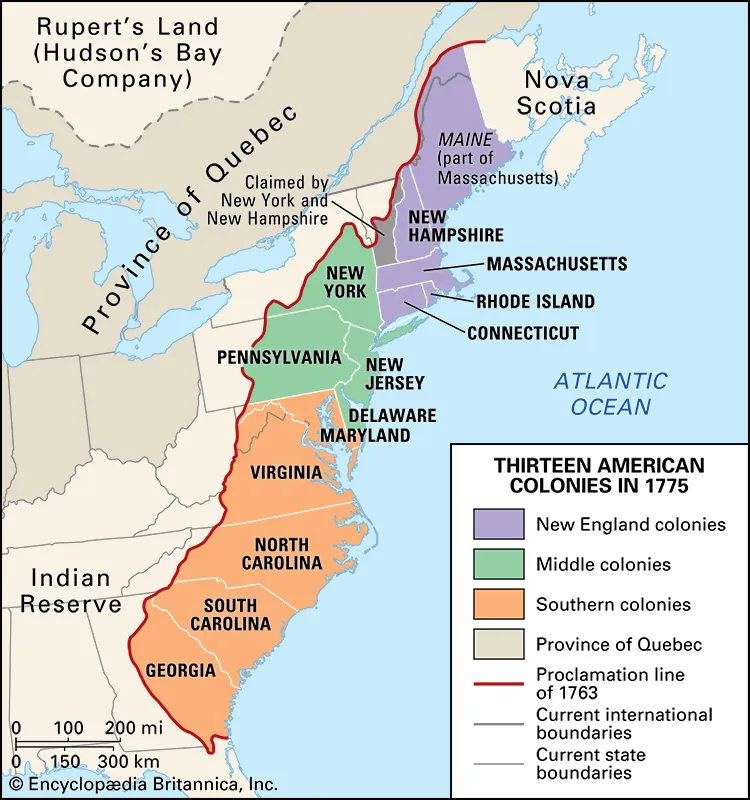 Rupert's Land
(Hudson's Bay
Company)
Province of Quebec
Nova
Scotia
MAINE
(part of
Massachusetts)
Claimed by
New York and
New Hampshire
NEW
HAMPSHIRE
MASSACHUSETTS
NEW
YORK
RHODE ISLAND
CONNECTICUT
PENNSYLVANIA
NEW
JERSEY
ATLANTIC
OCEAN
DELAWARE
MARYLAND
VIRGINIA
NORTH
CAROLINA
Indian
Reserve
SOUTH
CAROLINA
GEORGIA
THIRTEEN AMERICAN
COLONIES IN 1775
New England colonies
Middle colonies
Southern colonies
Province of Quebec
Proclamation line
of 1763
Current international
boundaries
Current state
boundaries
0 100 200 mi
0 150 300 km
© Encyclopædia Britannica, Inc.